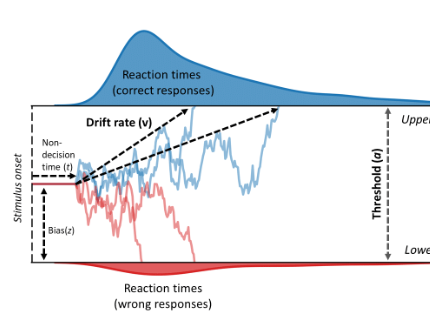 Reaction times
(correct responses)
Upper
Drift rate (v)
Non-
decision
time (t)
Stimulus onset
Threshold (a)
Bias(z)
Lowe
Reaction times
(wrong responses)